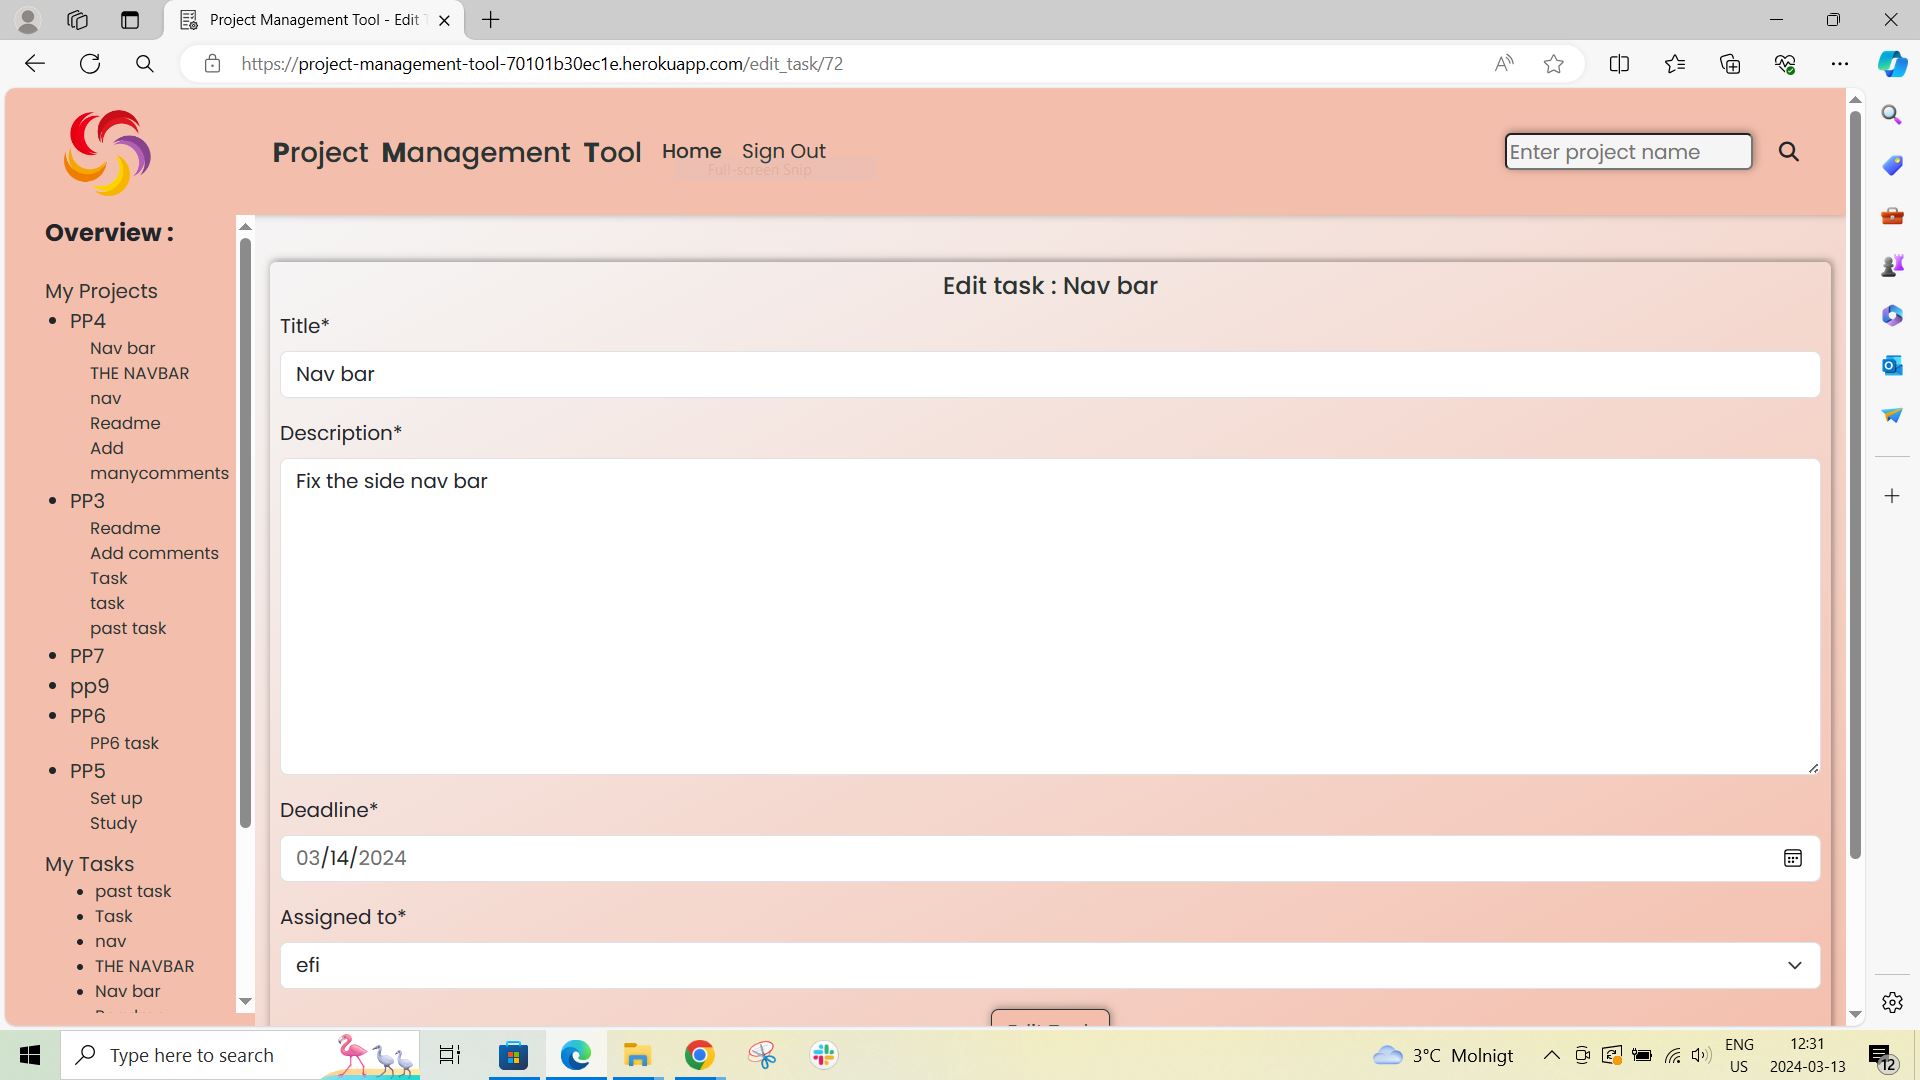 Project Management Tool - Edit T
https://project-management-tool-70101b30ec1e.herokuapp.com/edit_task/72
Project Management Tool
Home
Sign Out
Full-screen Snip
Enter project name
Overview :
My Projects
PP4
Nav bar
THE NAVBAR
nav
Readme
Add
manycomments
PP3
Readme
Add comments
Task
task
past task
PP7
pp9
PP6
PP6 task
PP5
Set up
Study
My Tasks
past task
Task
nav
THE NAVBAR
Nav bar
Edit task : Nav bar
Title*
Nav bar
Description*
Fix the side nav bar
Deadline*
03/14/2024
Assigned to*
efi
Type here to search
3°C Molnigt
ENG
US
12:31
2024-03-13
12